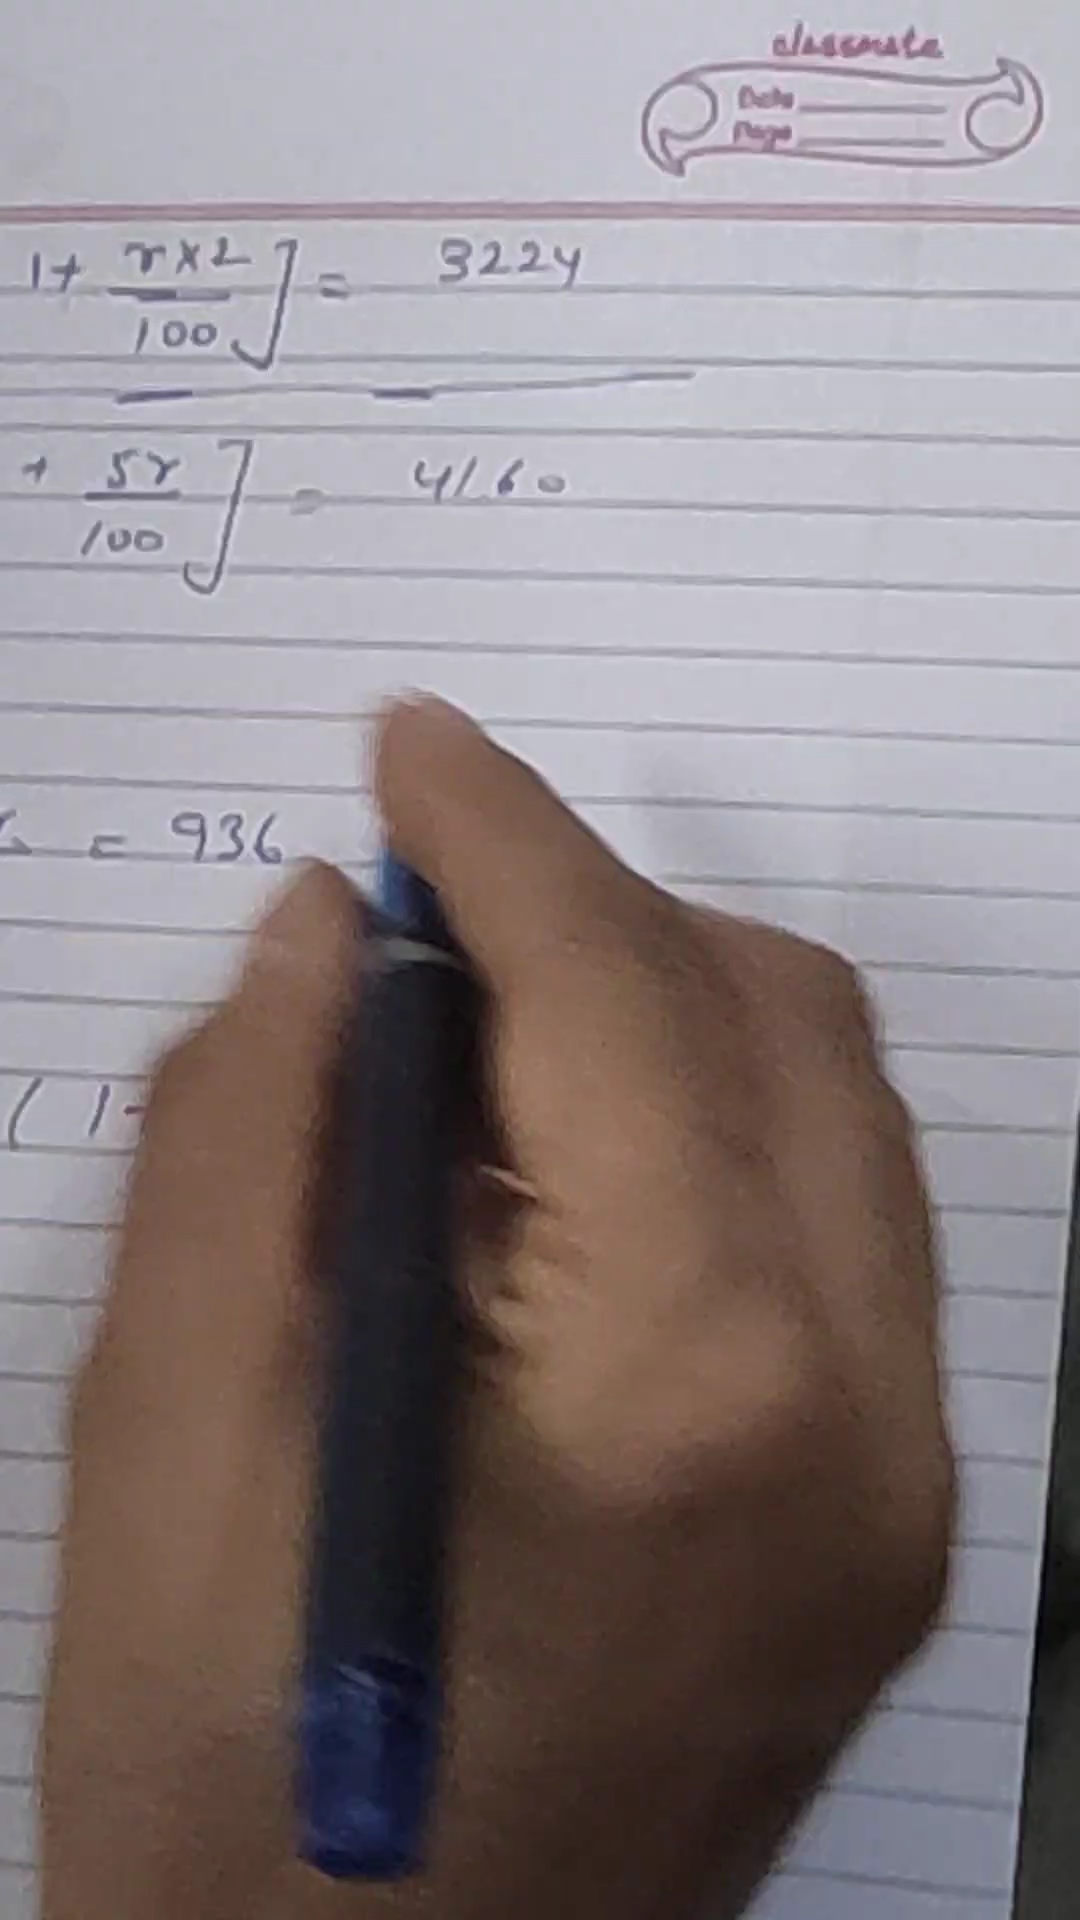 classmate
Date
Page
1+ r×2/100] = 3224
+ 5r/100] = 4160
= 936
( 1